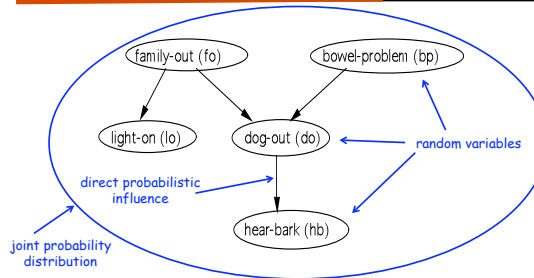 family-out (fo)
bowel-problem (bp)
light-on (lo)
dog-out (do)
random variables
direct probabilistic
influence
hear-bark (hb)
joint probability
distribution